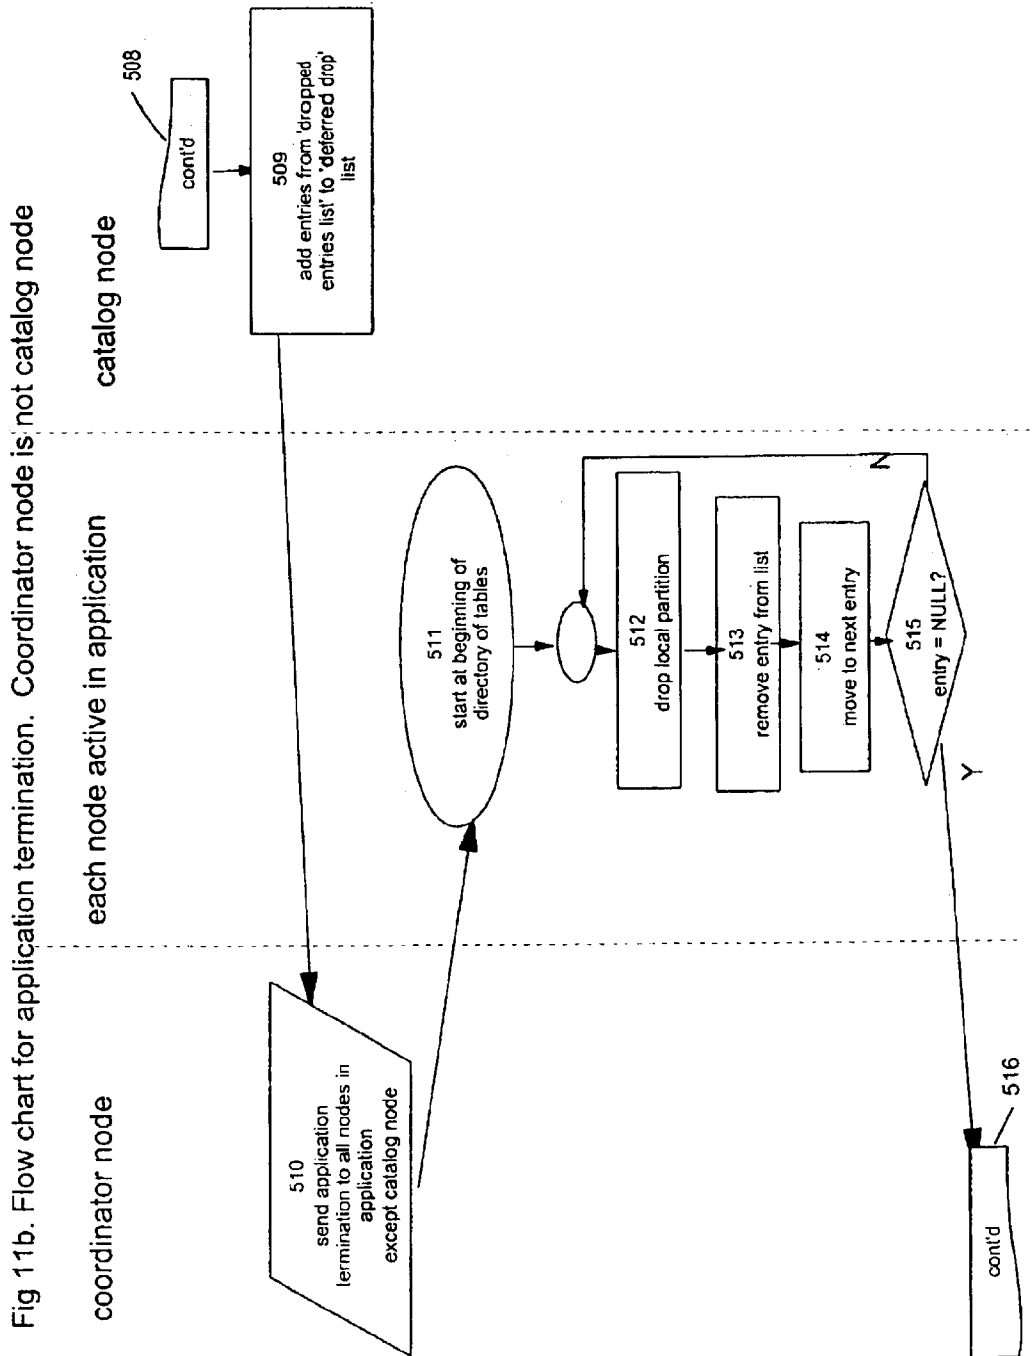 Fig 11b. Flow chart for application termination. Coordinator node is not catalog node
coordinator node
each node active in application
catalog node
508
cont'd
509
add entries from 'dropped
entries list' to 'deferred drop'
list
510
send application
termination to all nodes in
application
except catalog node
511
start at beginning of
directory of tables
512
drop local partition
513
remove entry from list
514
move to next entry
515
entry = NULL?
N
Y
cont'd
516